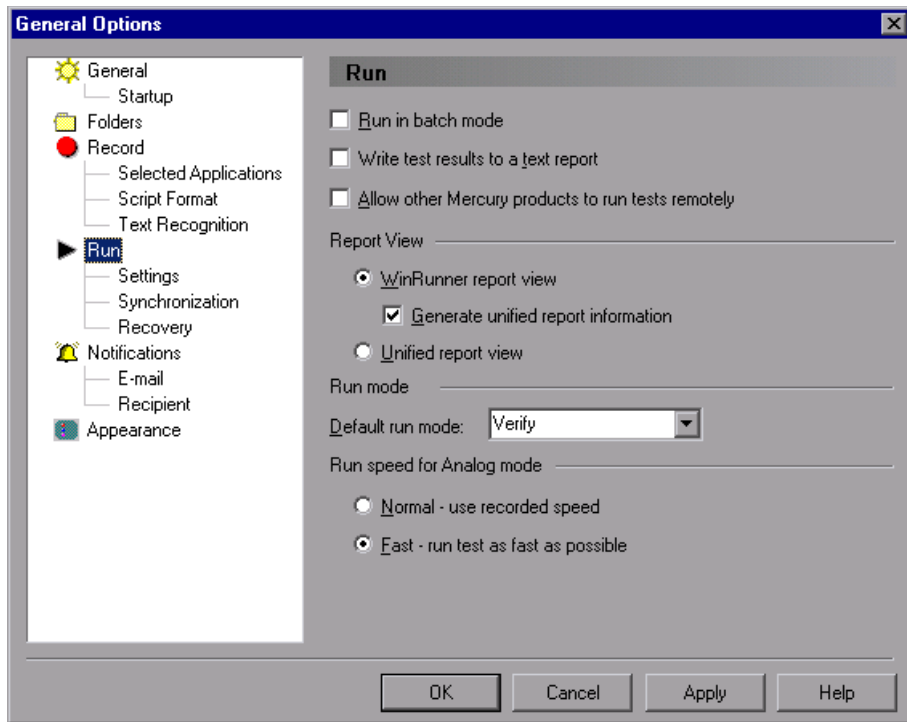 General Options
General
Startup
Folders
Record
Selected Applications
Script Format
Text Recognition
Run
Settings
Synchronization
Recovery
Notifications
E-mail
Recipient
Appearance
Run
Run in batch mode
Write test results to a text report
Allow other Mercury products to run tests remotely
Report View
WinRunner report view
Generate unified report information
Unified report view
Run mode
Default run mode: Verify
Run speed for Analog mode
Normal - use recorded speed
Fast - run test as fast as possible
OK Cancel Apply Help